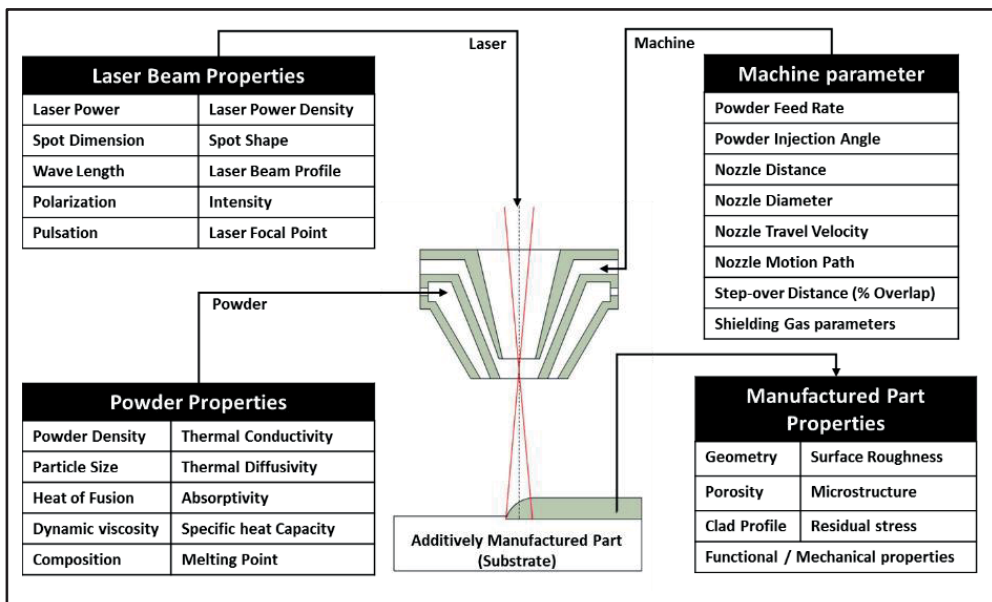 Laser
Machine
Laser Beam Properties
Laser Power Laser Power Density
Spot Dimension Spot Shape
Wave Length Laser Beam Profile
Polarization Intensity
Pulsation Laser Focal Point
Machine parameter
Powder Feed Rate
Powder Injection Angle
Nozzle Distance
Nozzle Diameter
Nozzle Travel Velocity
Nozzle Motion Path
Step-over Distance (% Overlap)
Shielding Gas parameters
Powder
Powder Properties
Powder Density Thermal Conductivity
Particle Size Thermal Diffusivity
Heat of Fusion Absorptivity
Dynamic viscosity Specific heat Capacity
Composition Melting Point
Additively Manufactured Part
(Substrate)
Manufactured Part
Properties
Geometry Surface Roughness
Porosity Microstructure
Clad Profile Residual stress
Functional / Mechanical properties